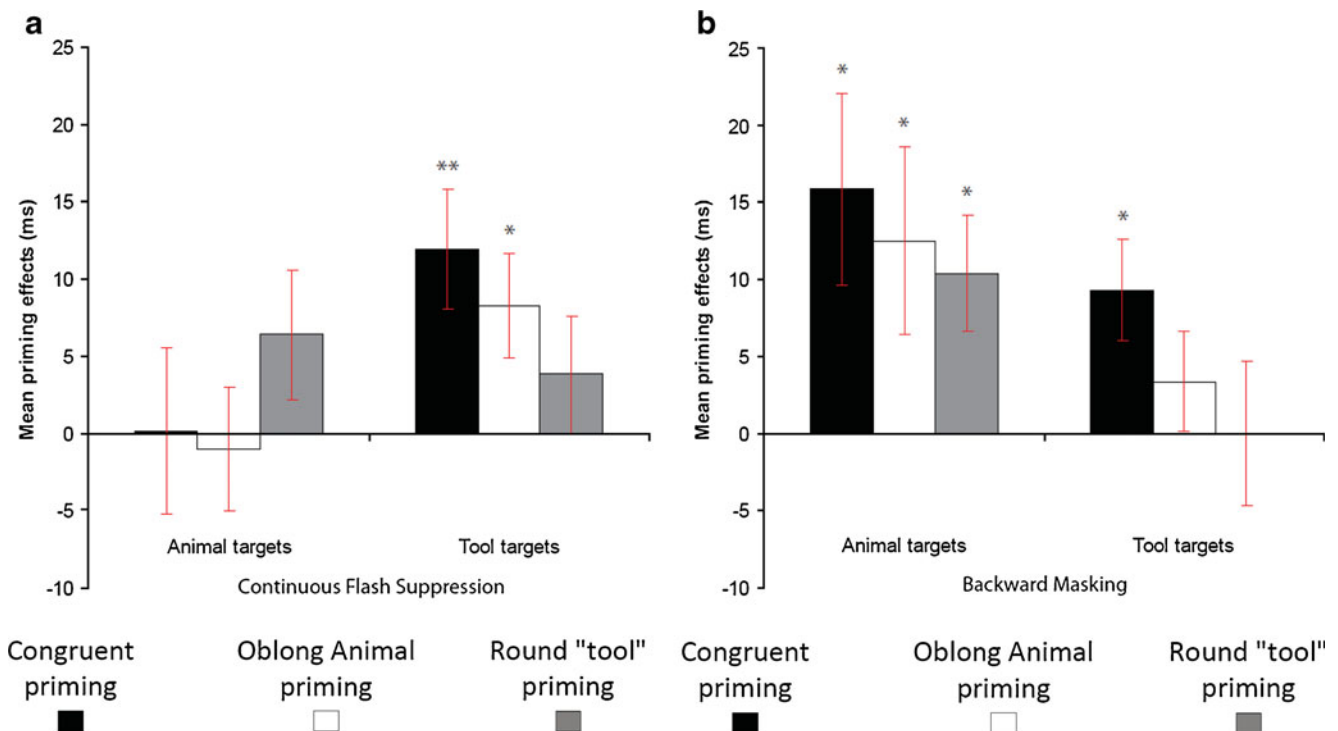 a
25
20
15
10
5
0
-5
-10
Mean priming effects (ms)
**
*
Animal targets
Tool targets
Continuous Flash Suppression
b
25
20
15
10
5
0
-5
-10
Mean priming effects (ms)
*
*
*
*
Animal targets
Tool targets
Backward Masking
Congruent
priming
Oblong Animal
priming
Round "tool"
priming
Congruent
priming
Oblong Animal
priming
Round "tool"
priming